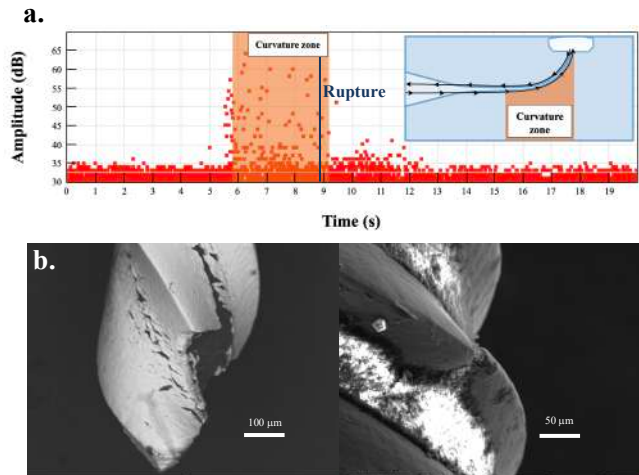 a.
Curvature zone
Amplitude (dB)
65
60
55
50
45
40
35
30
Rupture
Curvature
zone
0 1 2 3 4 5 6 7 8 9 10 11 12 13 14 15 16 17 18 19
Time (s)
b.
100 μm
50 μm